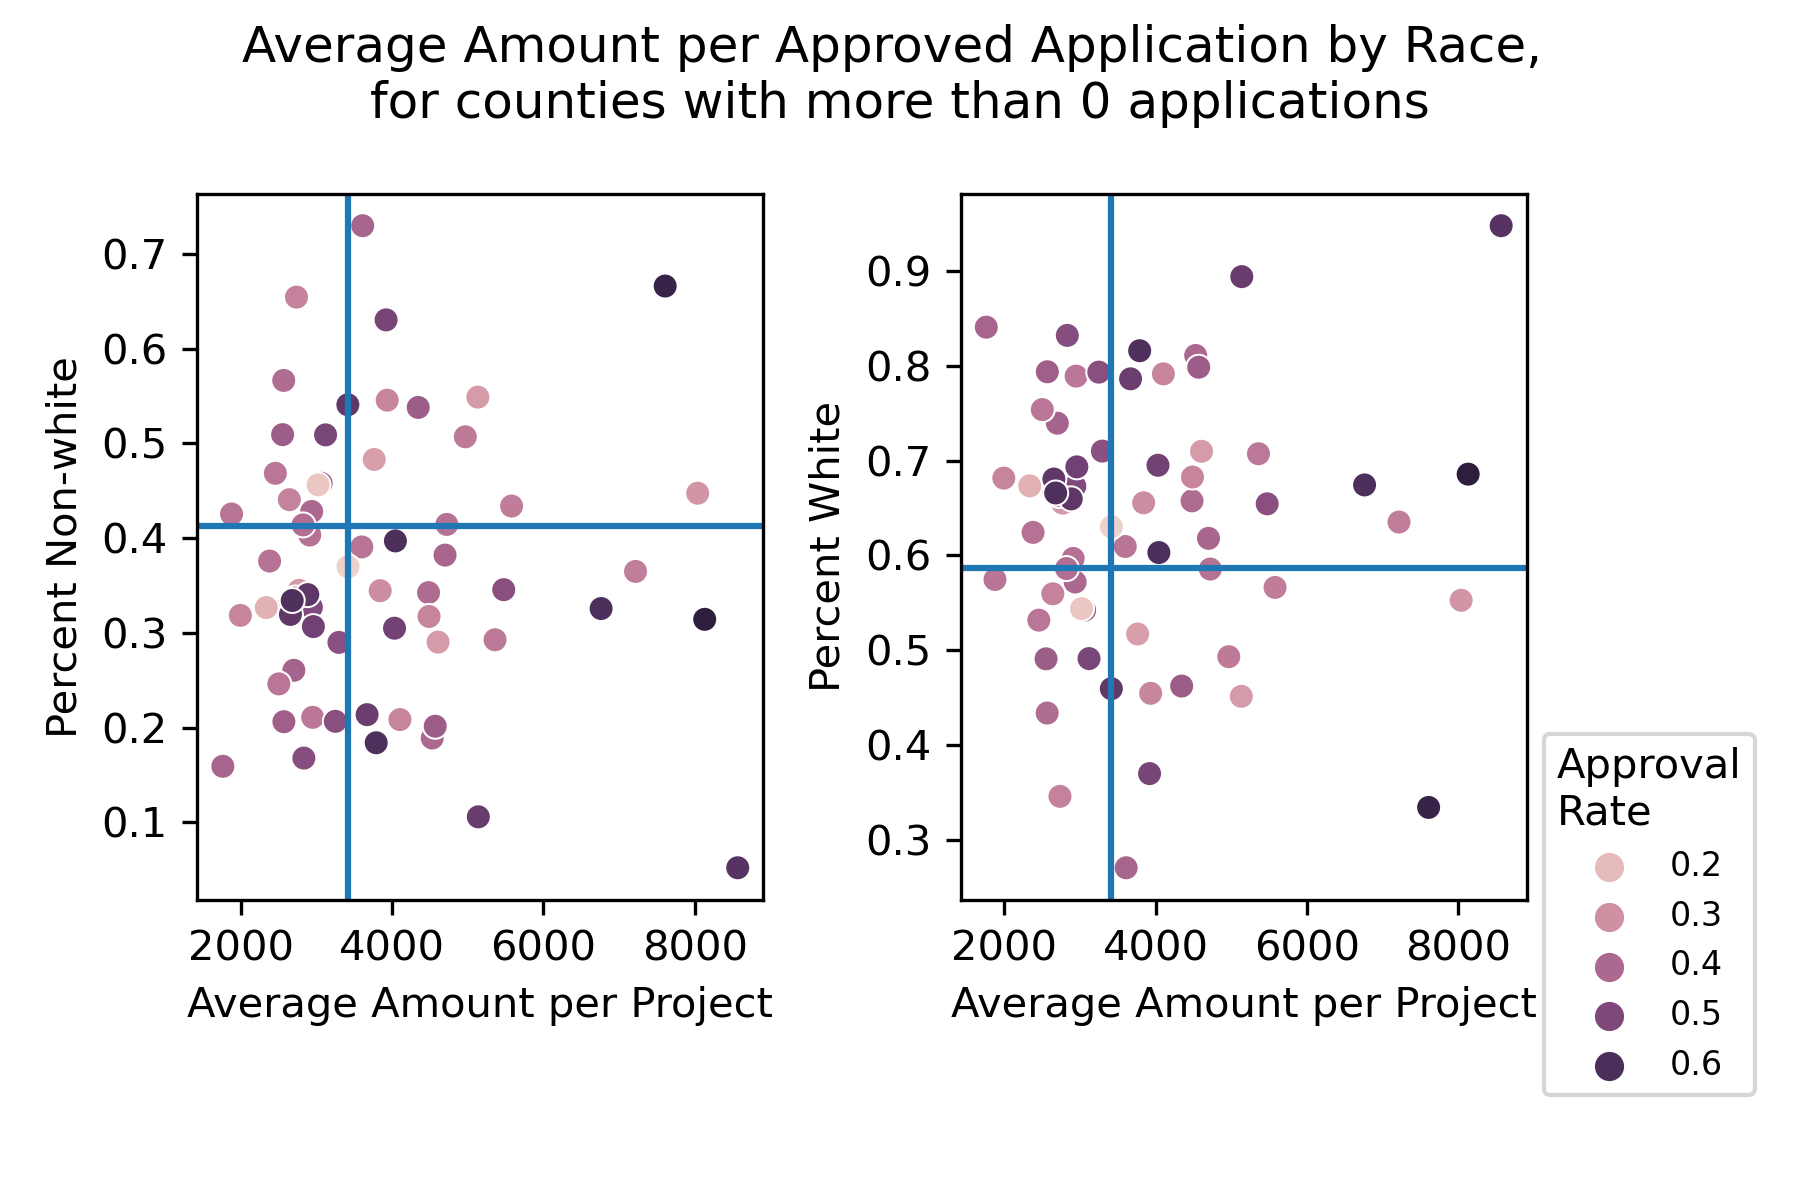 Average Amount per Approved Application by Race,
for counties with more than 0 applications
Percent Non-white
0.7
0.6
0.5
0.4
0.3
0.2
0.1
2000 4000 6000 8000
Average Amount per Project
Percent White
0.9
0.8
0.7
0.6
0.5
0.4
0.3
2000 4000 6000 8000
Average Amount per Project
Approval
Rate
0.2
0.3
0.4
0.5
0.6